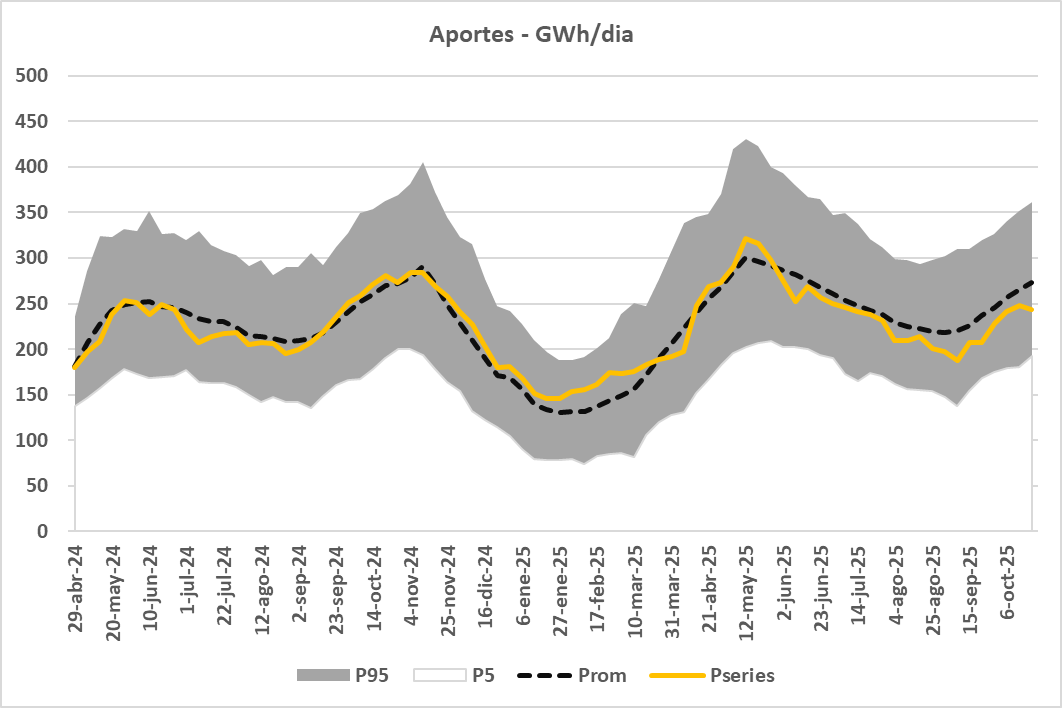 Aportes - GWh/dia
500
450
400
350
300
250
200
150
100
50
0
29-abr-24
20-may-24
10-jun-24
1-jul-24
22-jul-24
12-ago-24
2-sep-24
23-sep-24
14-oct-24
4-nov-24
25-nov-24
16-dic-24
6-ene-25
27-ene-25
17-feb-25
10-mar-25
31-mar-25
21-abr-25
12-may-25
2-jun-25
23-jun-25
14-jul-25
4-ago-25
25-ago-25
15-sep-25
6-oct-25
P95 P5 Prom Pseries